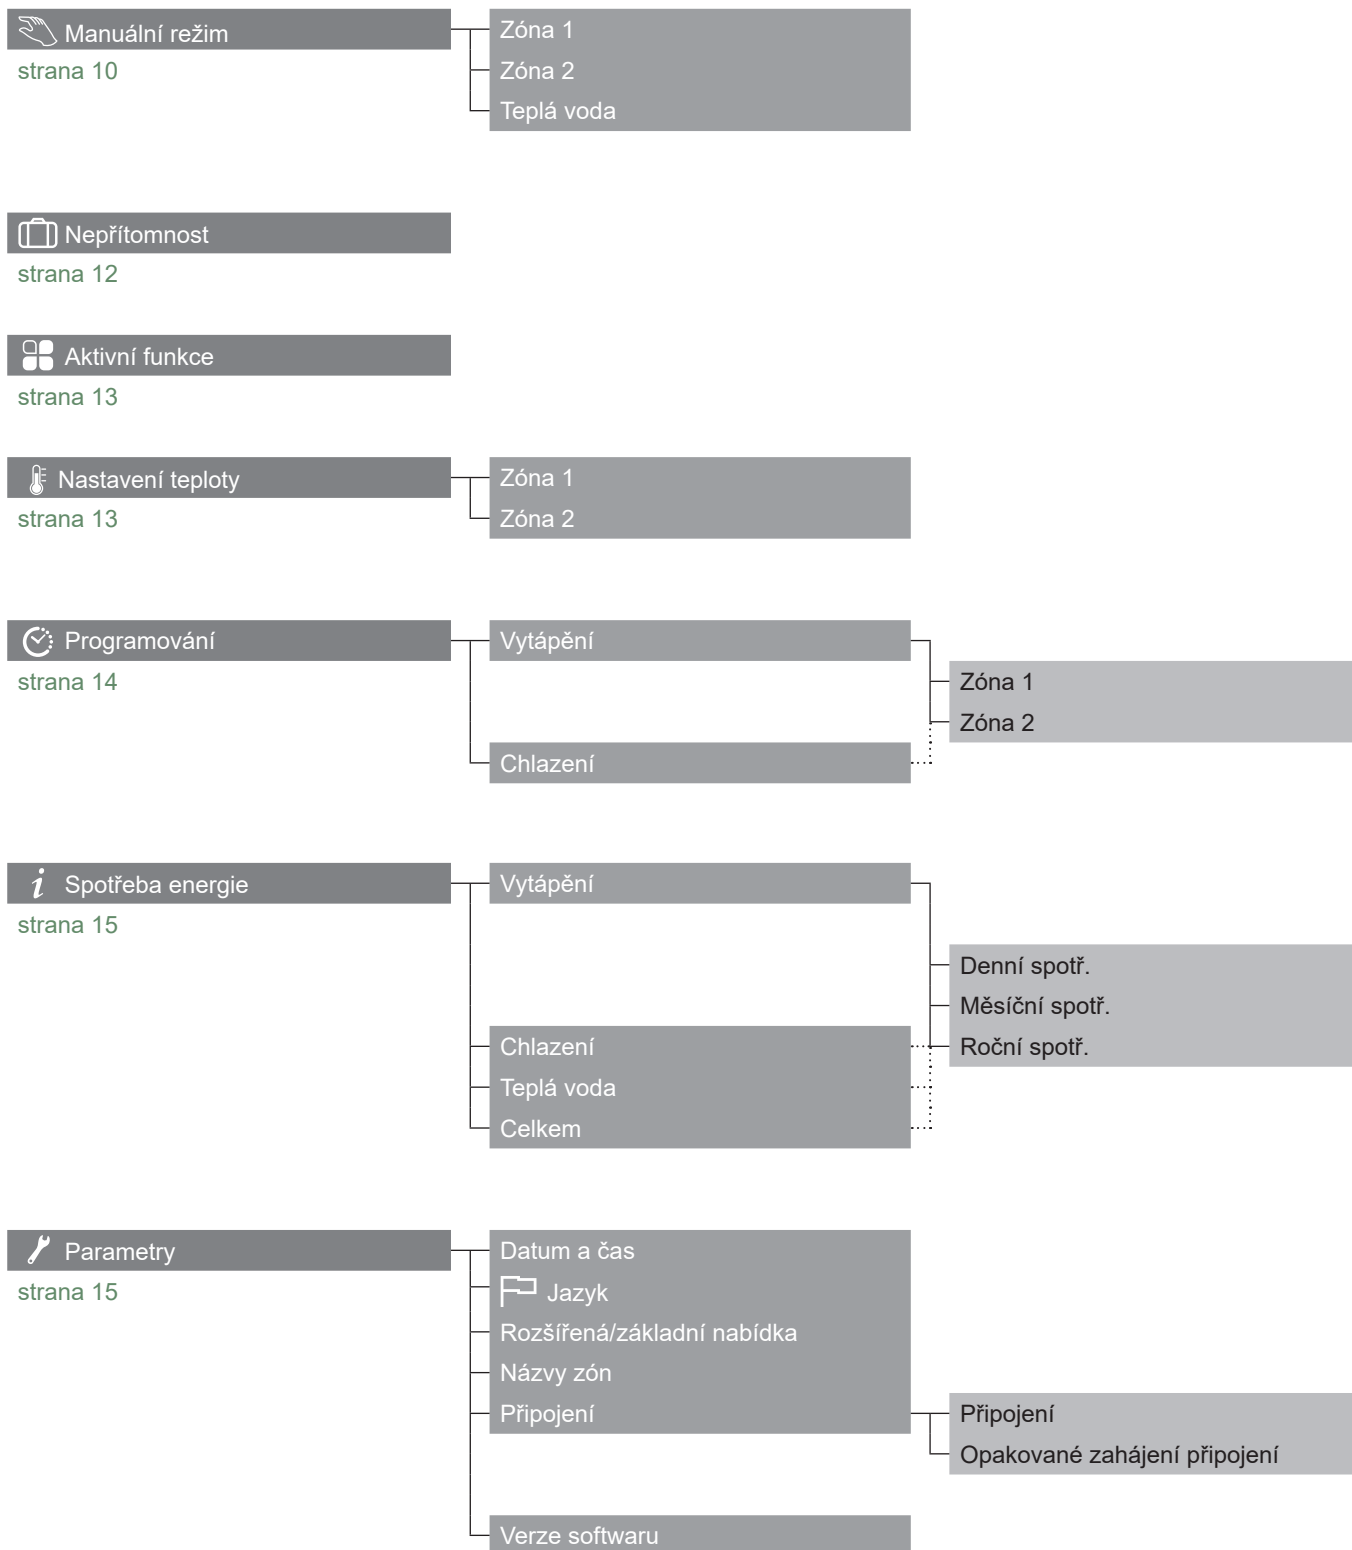 Manuální režim
strana 10
Zóna 1
Zóna 2
Teplá voda
Nepřítomnost
strana 12
Aktivní funkce
strana 13
Nastavení teploty
strana 13
Zóna 1
Zóna 2
Programování
strana 14
Vytápění
Zóna 1
Zóna 2
Chlazení
Spotřeba energie
strana 15
Vytápění
Denní spotř.
Měsíční spotř.
Roční spotř.
Chlazení
Teplá voda
Celkem
Parametry
strana 15
Datum a čas
Jazyk
Rozšířená/základní nabídka
Názvy zón
Připojení
Připojení
Opakované zahájení připojení
Verze softwaru